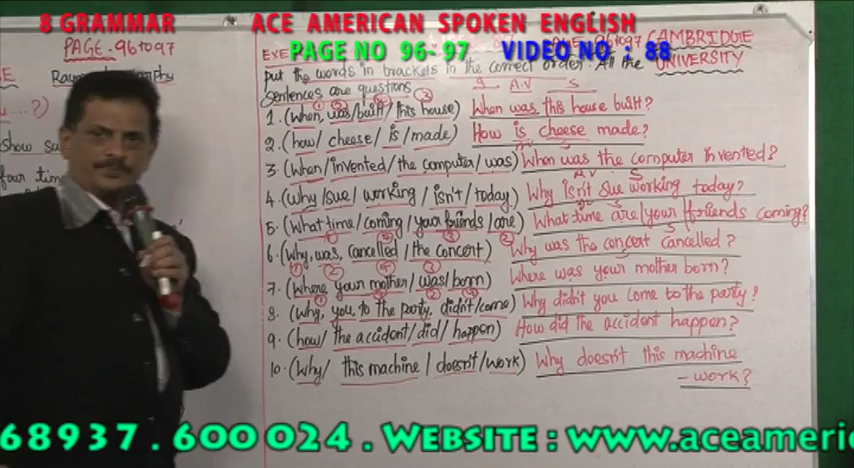 8 GRAMMAR ACE AMERICAN SPOKEN ENGLISH
PAGE NO 96-97 VIDEO NO : 88
PAGE-96to97
CAMBRIDGE
UNIVERSITY
EXE
put the words in brackets in the correct order. All the
sentences are questions
q A.V S
show su
four tim
1. (when, was/built/this house) When was this house built?
2. (how/ cheese/ is /made) How is cheese made?
3. (when/invented/the computer/was) When was the computer invented?
4. (why/sue/working/isn't/today) Why isn't sue working today?
5. (what time/coming/your friends/are) What time are/your friends coming?
6. (why, was, cancelled/the concert) Why was the concert cancelled?
7. (where your mother/was/born) Where was your mother born?
8. (why, you, to the party, didn't/come) Why didn't you come to the party?
9. (how/ the accident/did/happen) How did the accident happen?
10. (why/ this machine/doesn't/work) Why doesn't this machine
- work?
68937 . 600 024 . WEBSITE : www.aceameric